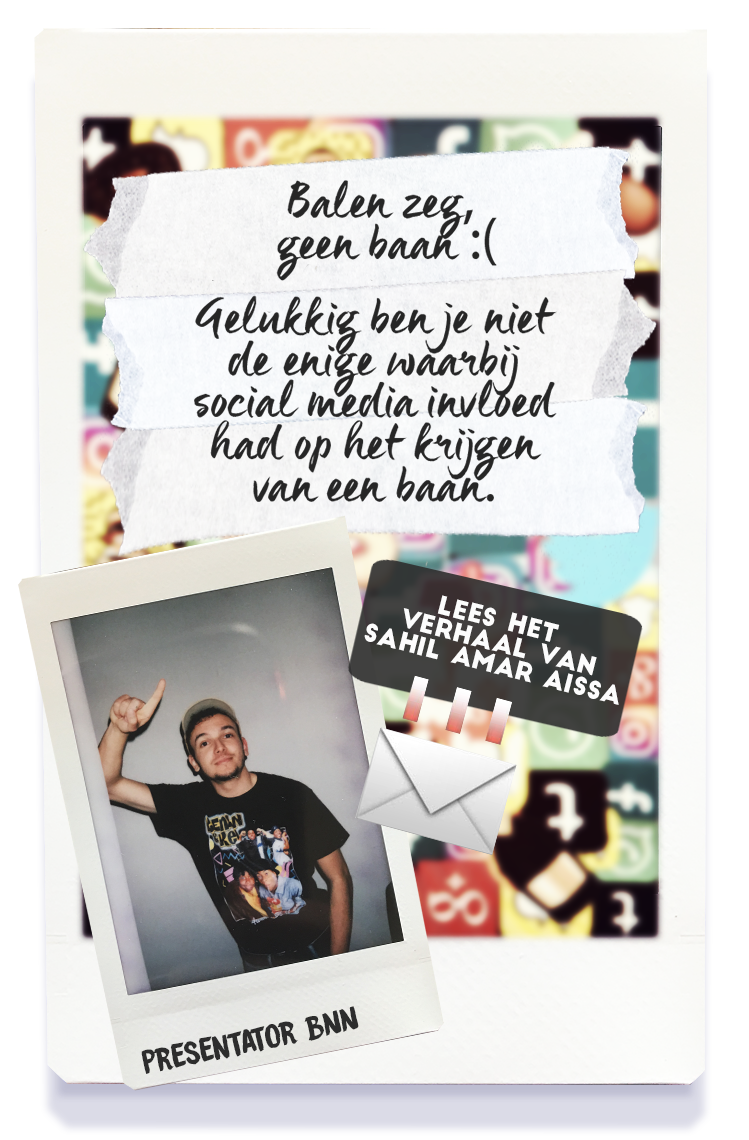 Balen zeg,
geen baan :(
Gelukkig ben je niet
de enige waarbij
social media invloed
had op het krijgen
van een baan.
LEES HET
VERHAAL VAN
SAHIL AMAR AISSA
PRESENTATOR BNN